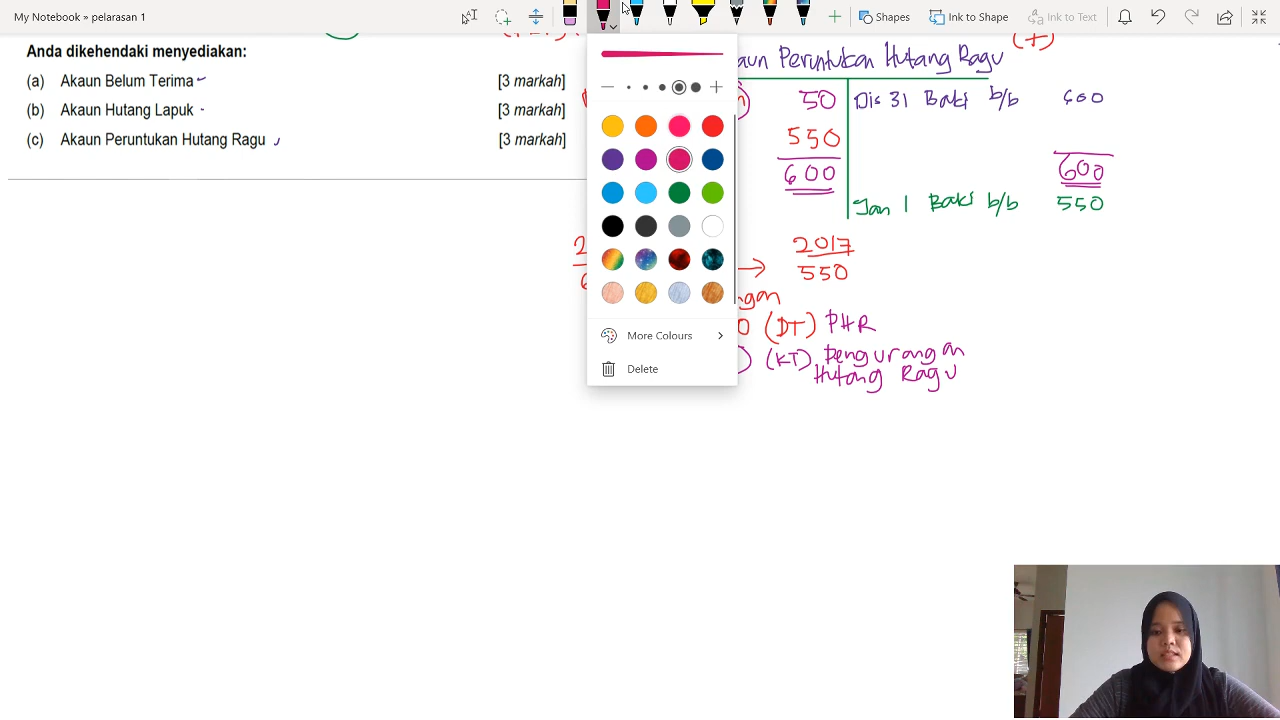 My Notebook » pelarasan 1
Shapes
Ink to Shape
Ink to Text
Anda dikehendaki menyediakan:
(a) Akaun Belum Terima [3 markah]
(b) Akaun Hutang Lapuk [3 markah]
(c) Akaun Peruntukan Hutang Ragu [3 markah]
More Colours
Delete
aun Peruntukan Hutang Ragu (+)
50 Dis 31 Baki b/b 600
550
600 600
Jan 1 Baki b/b 550
2017
550
ngan
0 (DT) PHR
(KT) Pengurangan
Hutang Ragu